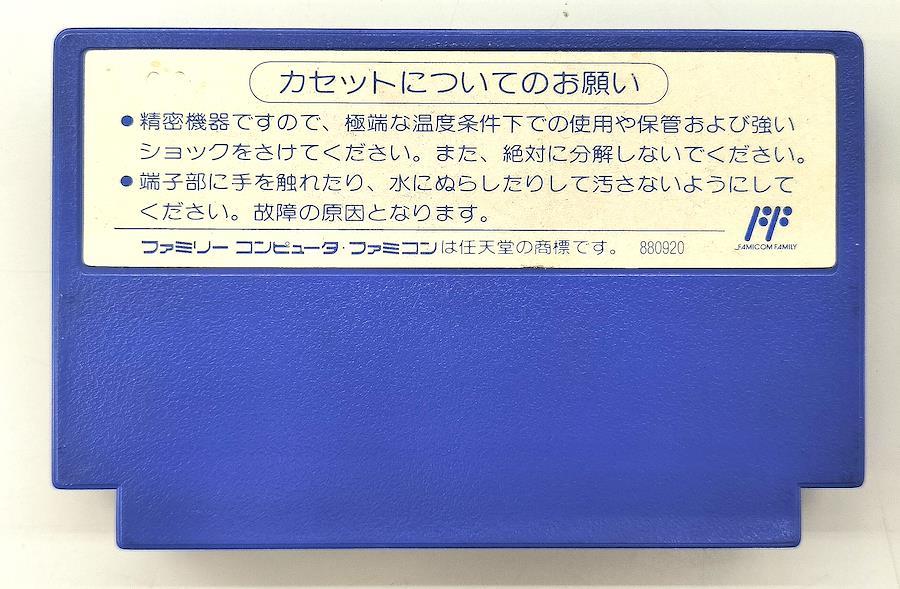 カセットについてのお願い
●精密機器ですので、極端な温度条件下での使用や保管および強い
ショックをさけてください。また、絶対に分解しないでください。
●端子部に手を触れたり、水にぬらしたりして汚さないようにして
ください。故障の原因となります。
ファミリー コンピュータ・ファミコンは任天堂の商標です。 880920
FAMICOM FAMILY